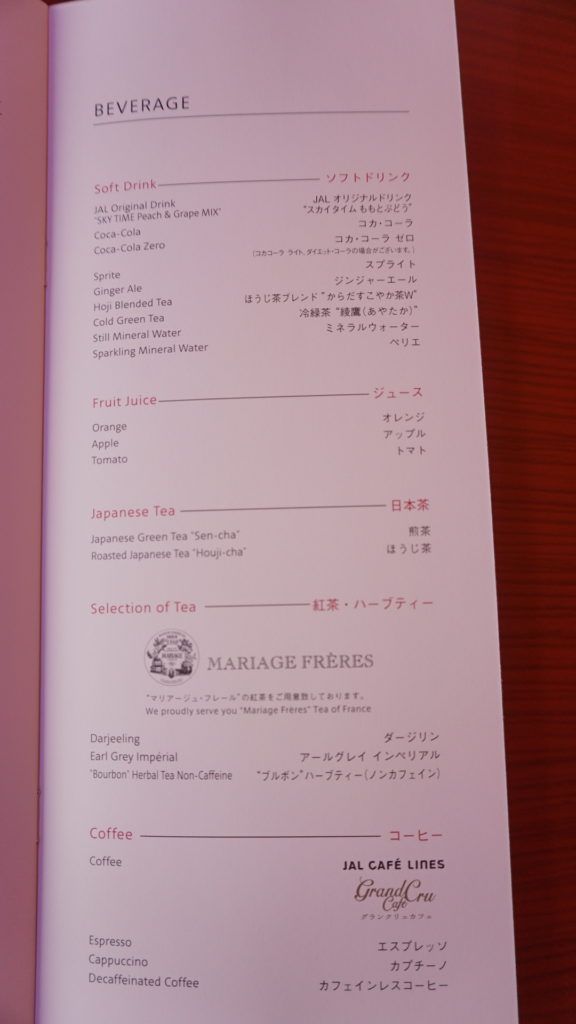 BEVERAGE
Soft Drink ソフトドリンク
JAL Original Drink JAL オリジナルドリンク
"SKY TIME Peach & Grape MIX" "スカイタイム ももとぶどう"
Coca-Cola コカ・コーラ
Coca-Cola Zero コカ・コーラ ゼロ
(コカコーラ ライト、ダイエット・コーラの場合がございます。)
Sprite スプライト
Ginger Ale ジンジャーエール
Hoji Blended Tea ほうじ茶ブレンド "からだすこやか茶W"
Cold Green Tea 冷緑茶 "綾鷹(あやたか)"
Still Mineral Water ミネラルウォーター
Sparkling Mineral Water ペリエ
Fruit Juice ジュース
Orange オレンジ
Apple アップル
Tomato トマト
Japanese Tea 日本茶
Japanese Green Tea "Sen-cha" 煎茶
Roasted Japanese Tea "Houji-cha" ほうじ茶
Selection of Tea 紅茶・ハーブティー
MARIAGE FRÈRES
"マリアージュ・フレール"の紅茶をご用意致しております。
We proudly serve you "Mariage Frères" Tea of France
Darjeeling ダージリン
Earl Grey Impérial アールグレイ インペリアル
"Bourbon" Herbal Tea Non-Caffeine "ブルボン"ハーブティー(ノンカフェイン)
Coffee コーヒー
Coffee JAL CAFÉ LINES
Grand Cru
Café
グランクリュカフェ
Espresso エスプレッソ
Cappuccino カプチーノ
Decaffeinated Coffee カフェインレスコーヒー